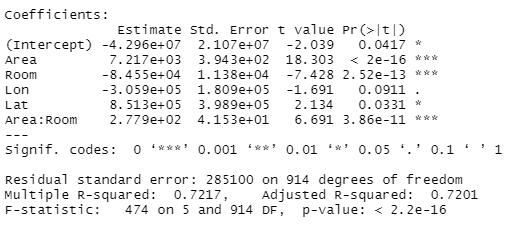 Coefficients:
Estimate Std. Error t value Pr(>|t|)
(Intercept) -4.296e+07 2.107e+07 -2.039 0.0417 *
Area 7.217e+03 3.943e+02 18.303 < 2e-16 ***
Room -8.455e+04 1.138e+04 -7.428 2.52e-13 ***
Lon -3.059e+05 1.809e+05 -1.691 0.0911 .
Lat 8.513e+05 3.989e+05 2.134 0.0331 *
Area:Room 2.779e+02 4.153e+01 6.691 3.86e-11 ***
---
Signif. codes: 0 ‘***’ 0.001 ‘**’ 0.01 ‘*’ 0.05 ‘.’ 0.1 ‘ ’ 1
Residual standard error: 285100 on 914 degrees of freedom
Multiple R-squared: 0.7217, Adjusted R-squared: 0.7201
F-statistic: 474 on 5 and 914 DF, p-value: < 2.2e-16